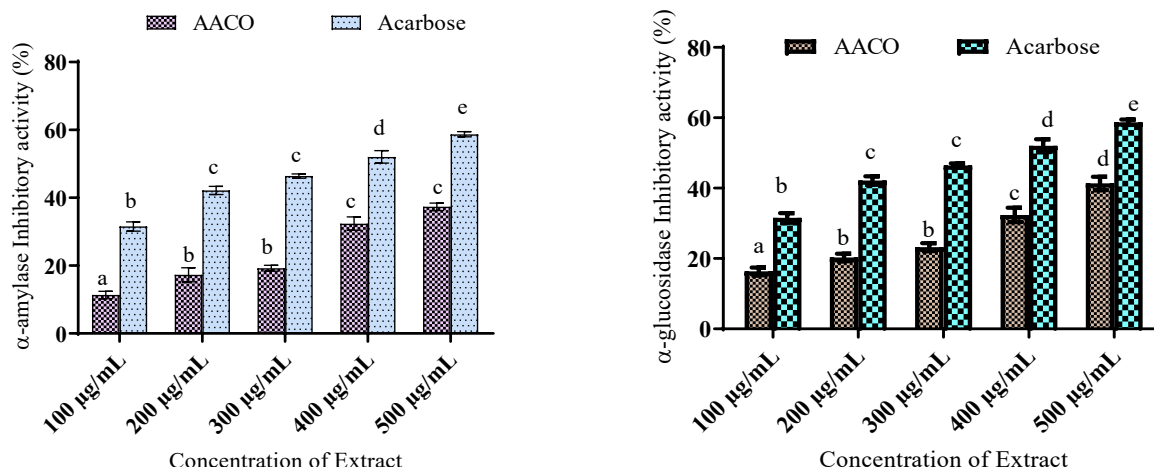 AACO Acarbose
α-amylase Inhibitory activity (%)
80
60
40
20
0
a b b c b c c d c e
100 µg/mL
200 µg/mL
300 µg/mL
400 µg/mL
500 µg/mL
Concentration of Extract
AACO Acarbose
α-glucosidase Inhibitory activity (%)
80
60
40
20
0
a b b c b c c d d e
100 µg/mL
200 µg/mL
300 µg/mL
400 µg/mL
500 µg/mL
Concentration of Extract